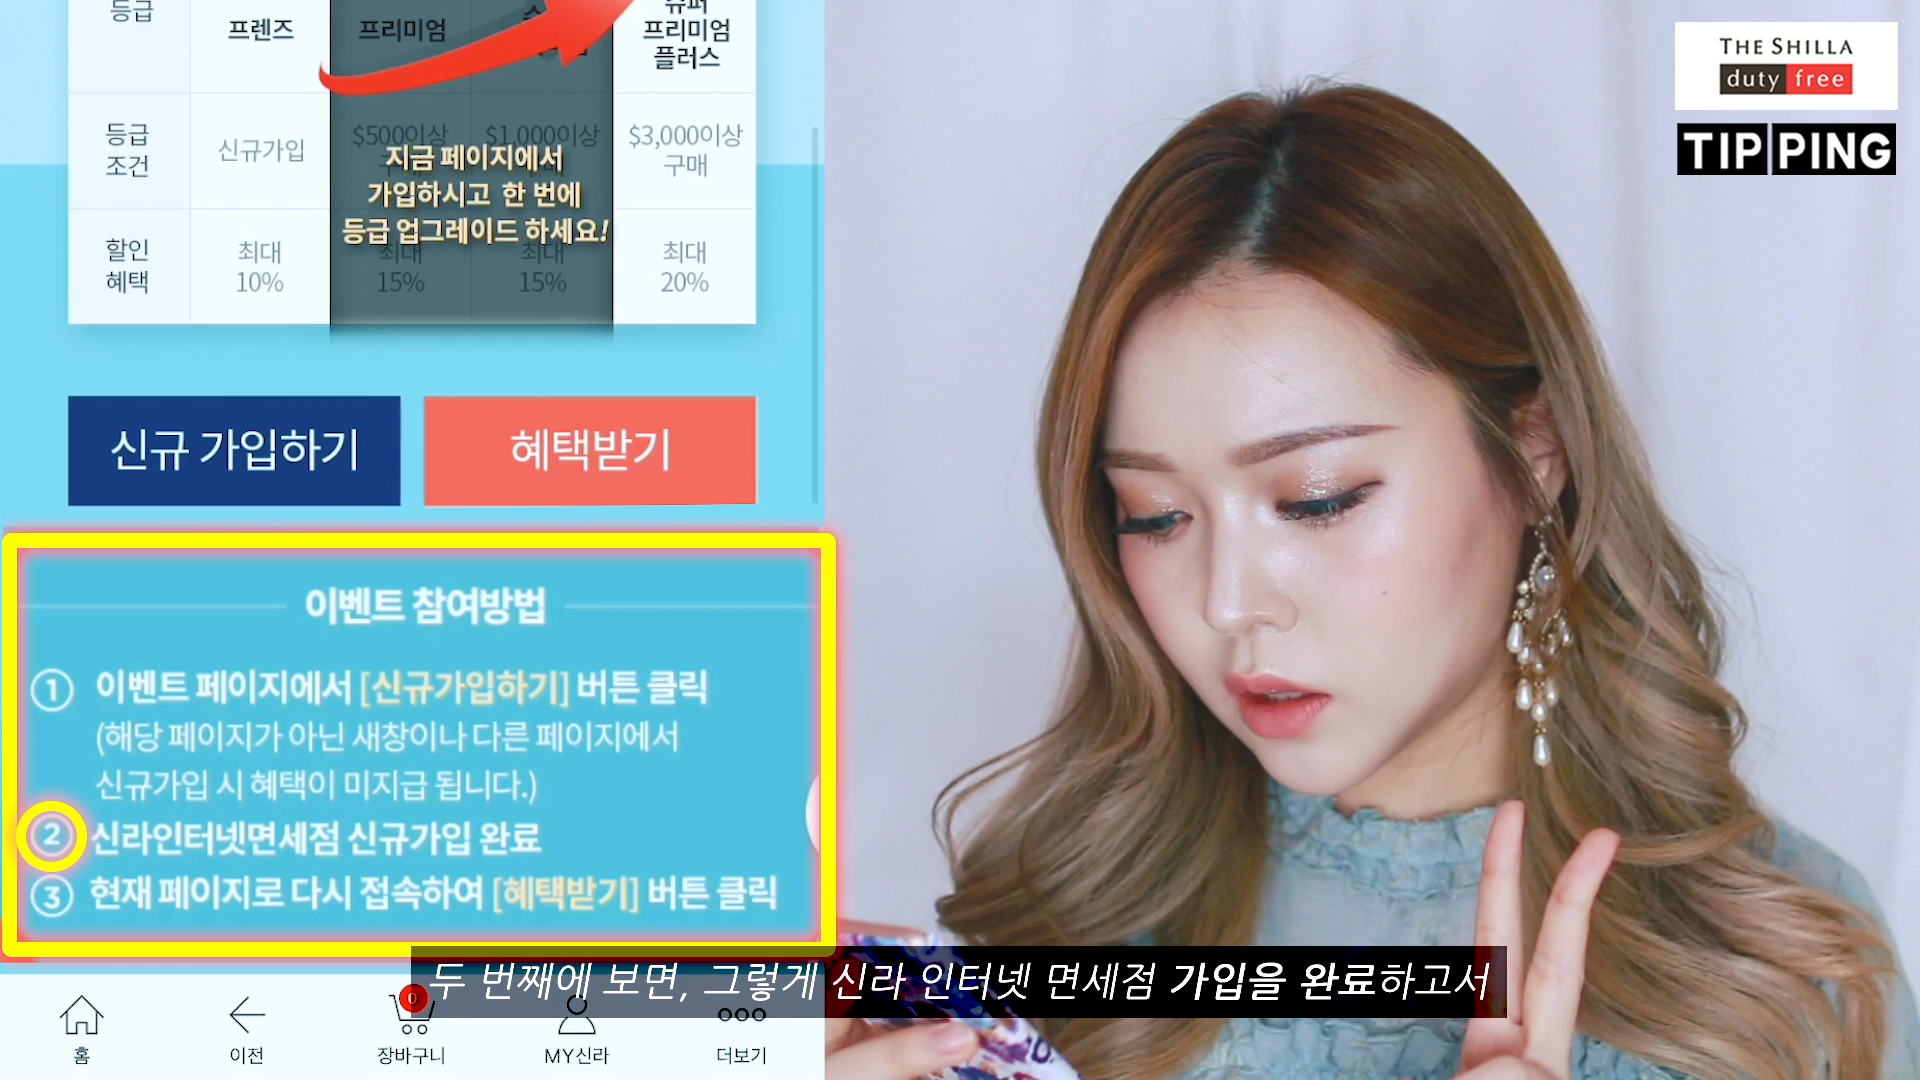 등급
프렌즈
프리미엄
슈퍼
프리미엄
플러스
THE SHILLA
duty free
TIPPING
등급
조건
신규가입
$500이상
$1,000이상
$3,000이상
구매
지금 페이지에서
가입하시고 한 번에
등급 업그레이드 하세요!
할인
혜택
최대
10%
최대
15%
최대
15%
최대
20%
신규 가입하기
혜택받기
이벤트 참여방법
① 이벤트 페이지에서 [신규가입하기] 버튼 클릭
(해당 페이지가 아닌 새창이나 다른 페이지에서
신규가입 시 혜택이 미지급 됩니다.)
② 신라인터넷면세점 신규가입 완료
③ 현재 페이지로 다시 접속하여 [혜택받기] 버튼 클릭
두 번째에 보면, 그렇게 신라 인터넷 면세점 가입을 완료하고서
홈
이전
0
장바구니
MY신라
더보기